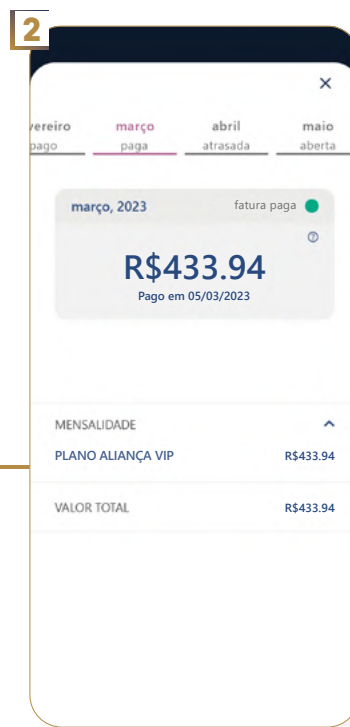 2
vereiro março abril maio
pago paga atrasada aberta
março, 2023 fatura paga
R$433.94
Pago em 05/03/2023
MENSALIDADE
PLANO ALIANÇA VIP R$433.94
VALOR TOTAL R$433.94